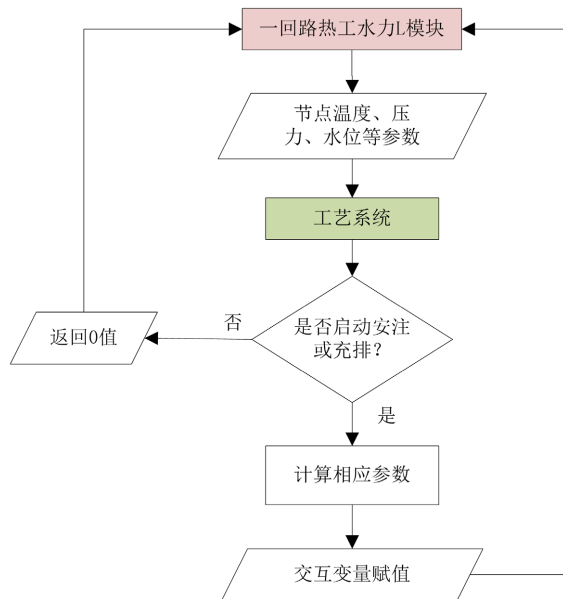 一回路热工水力L模块
节点温度、压
力、水位等参数
工艺系统
否
返回0值
是否启动安注
或充排？
是
计算相应参数
交互变量赋值